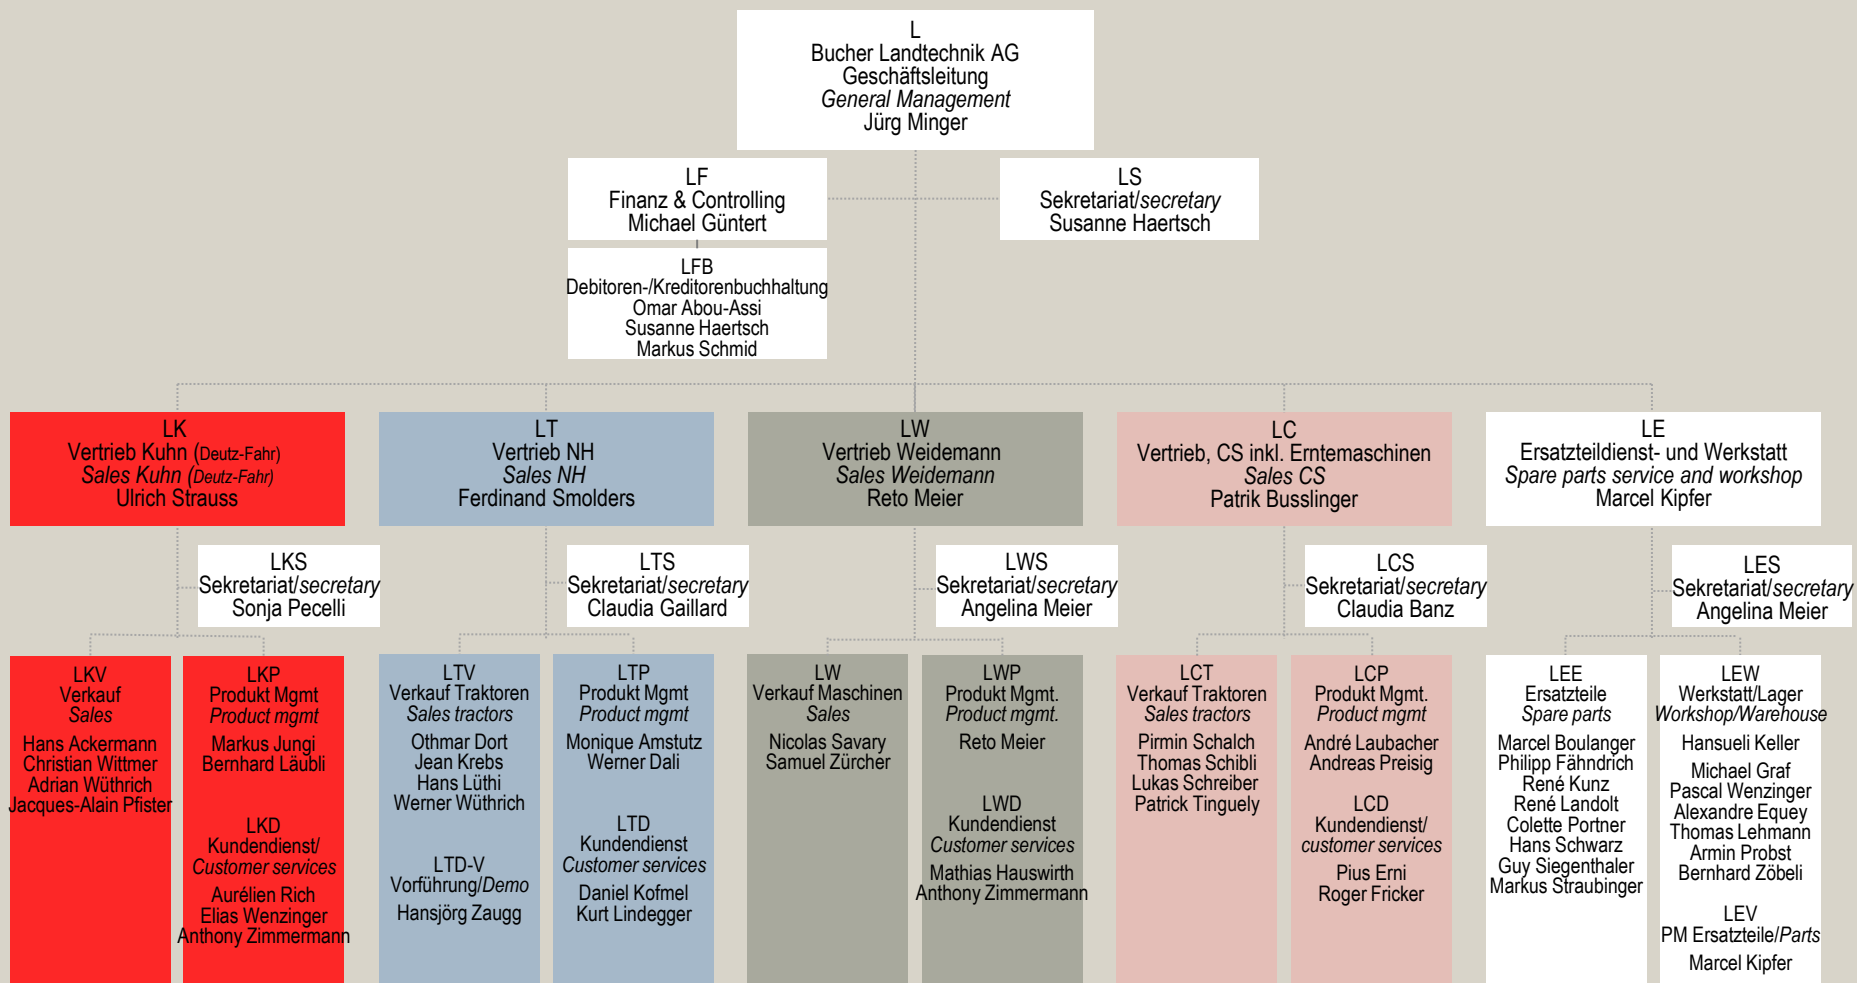 L
Bucher Landtechnik AG
Geschäftsleitung
General Management
Jürg Minger
LF
Finanz & Controlling
Michael Güntert
LS
Sekretariat/secretary
Susanne Haertsch
LFB
Debitoren-/Kreditorenbuchhaltung
Omar Abou-Assi
Susanne Haertsch
Markus Schmid
LK
Vertrieb Kuhn (Deutz-Fahr)
Sales Kuhn (Deutz-Fahr)
Ulrich Strauss
LT
Vertrieb NH
Sales NH
Ferdinand Smolders
LW
Vertrieb Weidemann
Sales Weidemann
Reto Meier
LC
Vertrieb, CS inkl. Erntemaschinen
Sales CS
Patrik Busslinger
LE
Ersatzteildienst- und Werkstatt
Spare parts service and workshop
Marcel Kipfer
LKS
Sekretariat/secretary
Sonja Pecelli
LTS
Sekretariat/secretary
Claudia Gaillard
LWS
Sekretariat/secretary
Angelina Meier
LCS
Sekretariat/secretary
Claudia Banz
LES
Sekretariat/secretary
Angelina Meier
LKV
Verkauf
Sales
Hans Ackermann
Christian Wittmer
Adrian Wüthrich
Jacques-Alain Pfister
LKP
Produkt Mgmt
Product mgmt
Markus Jungi
Bernhard Läubli
LKD
Kundendienst/
Customer services
Aurélien Rich
Elias Wenzinger
Anthony Zimmermann
LTV
Verkauf Traktoren
Sales tractors
Othmar Dort
Jean Krebs
Hans Lüthi
Werner Wüthrich
LTD-V
Vorführung/Demo
Hansjörg Zaugg
LTP
Produkt Mgmt
Product mgmt
Monique Amstutz
Werner Dali
LTD
Kundendienst
Customer services
Daniel Kofmel
Kurt Lindegger
LW
Verkauf Maschinen
Sales
Nicolas Savary
Samuel Zürcher
LWP
Produkt Mgmt.
Product mgmt.
Reto Meier
LWD
Kundendienst
Customer services
Mathias Hauswirth
Anthony Zimmermann
LCT
Verkauf Traktoren
Sales tractors
Pirmin Schalch
Thomas Schibli
Lukas Schreiber
Patrick Tinguely
LCP
Produkt Mgmt.
Product mgmt
André Laubacher
Andreas Preisig
LCD
Kundendienst/
customer services
Pius Erni
Roger Fricker
LEE
Ersatzteile
Spare parts
Marcel Boulanger
Philipp Fähndrich
René Kunz
René Landolt
Colette Portner
Hans Schwarz
Guy Siegenthaler
Markus Straubinger
LEW
Werkstatt/Lager
Workshop/Warehouse
Hansueli Keller
Michael Graf
Pascal Wenzinger
Alexandre Equey
Thomas Lehmann
Armin Probst
Bernhard Zöbeli
LEV
PM Ersatzteile/Parts
Marcel Kipfer